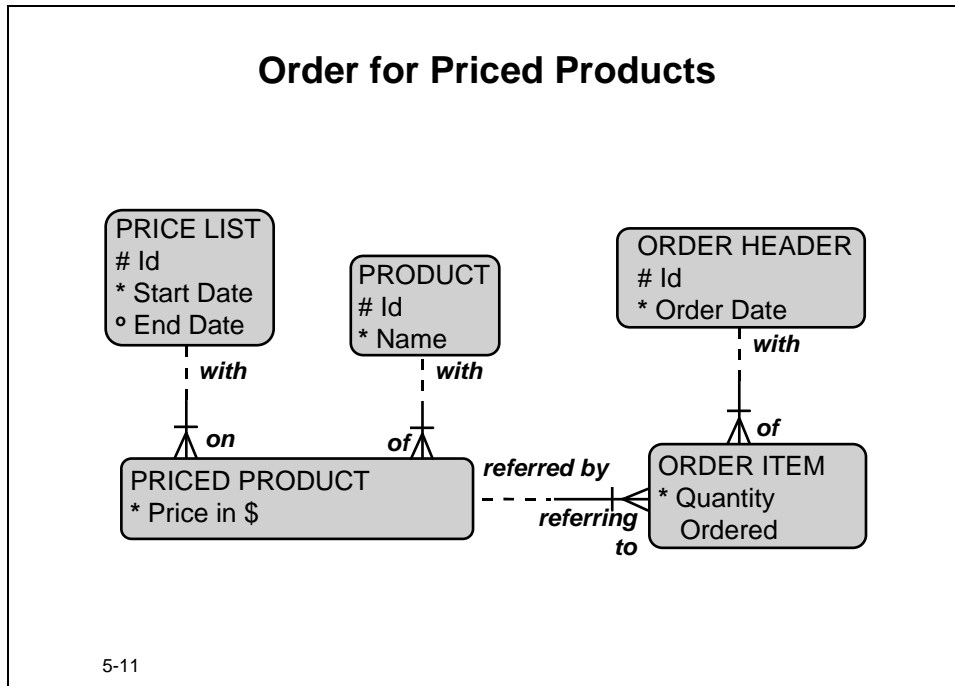 Order for Priced Products
PRICE LIST
# Id
* Start Date
º End Date
PRODUCT
# Id
* Name
ORDER HEADER
# Id
* Order Date
with
with
with
on
of
of
PRICED PRODUCT
* Price in $
referred by
referring
to
ORDER ITEM
* Quantity
Ordered
5-11